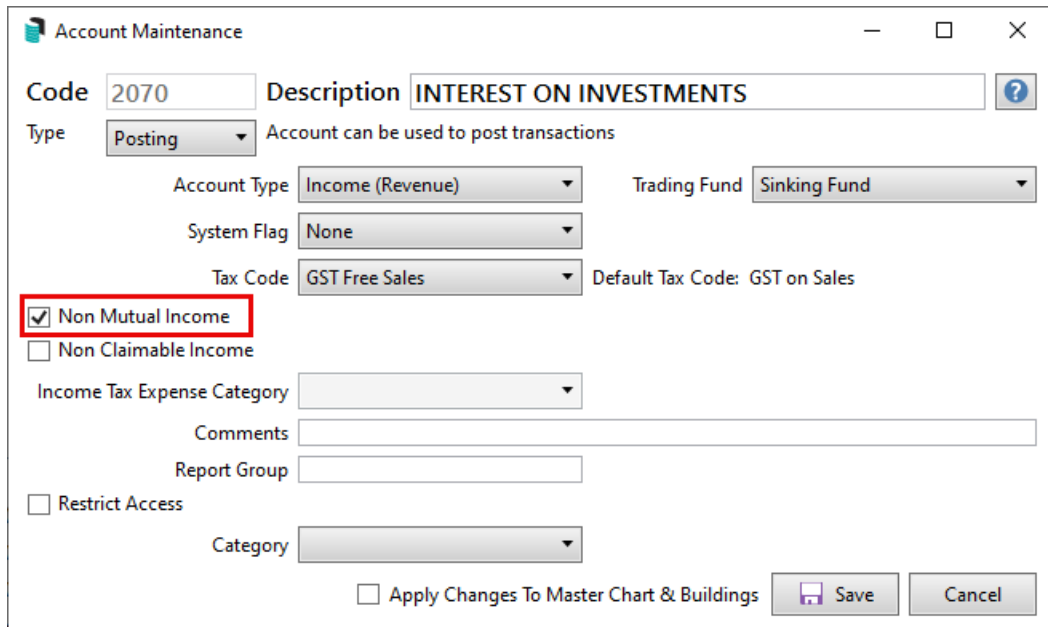 Account Maintenance
Code 2070 Description INTEREST ON INVESTMENTS
Type Posting Account can be used to post transactions
Account Type Income (Revenue) Trading Fund Sinking Fund
System Flag None
Tax Code GST Free Sales Default Tax Code: GST on Sales
Non Mutual Income
Non Claimable Income
Income Tax Expense Category
Comments
Report Group
Restrict Access
Category
Apply Changes To Master Chart & Buildings Save Cancel